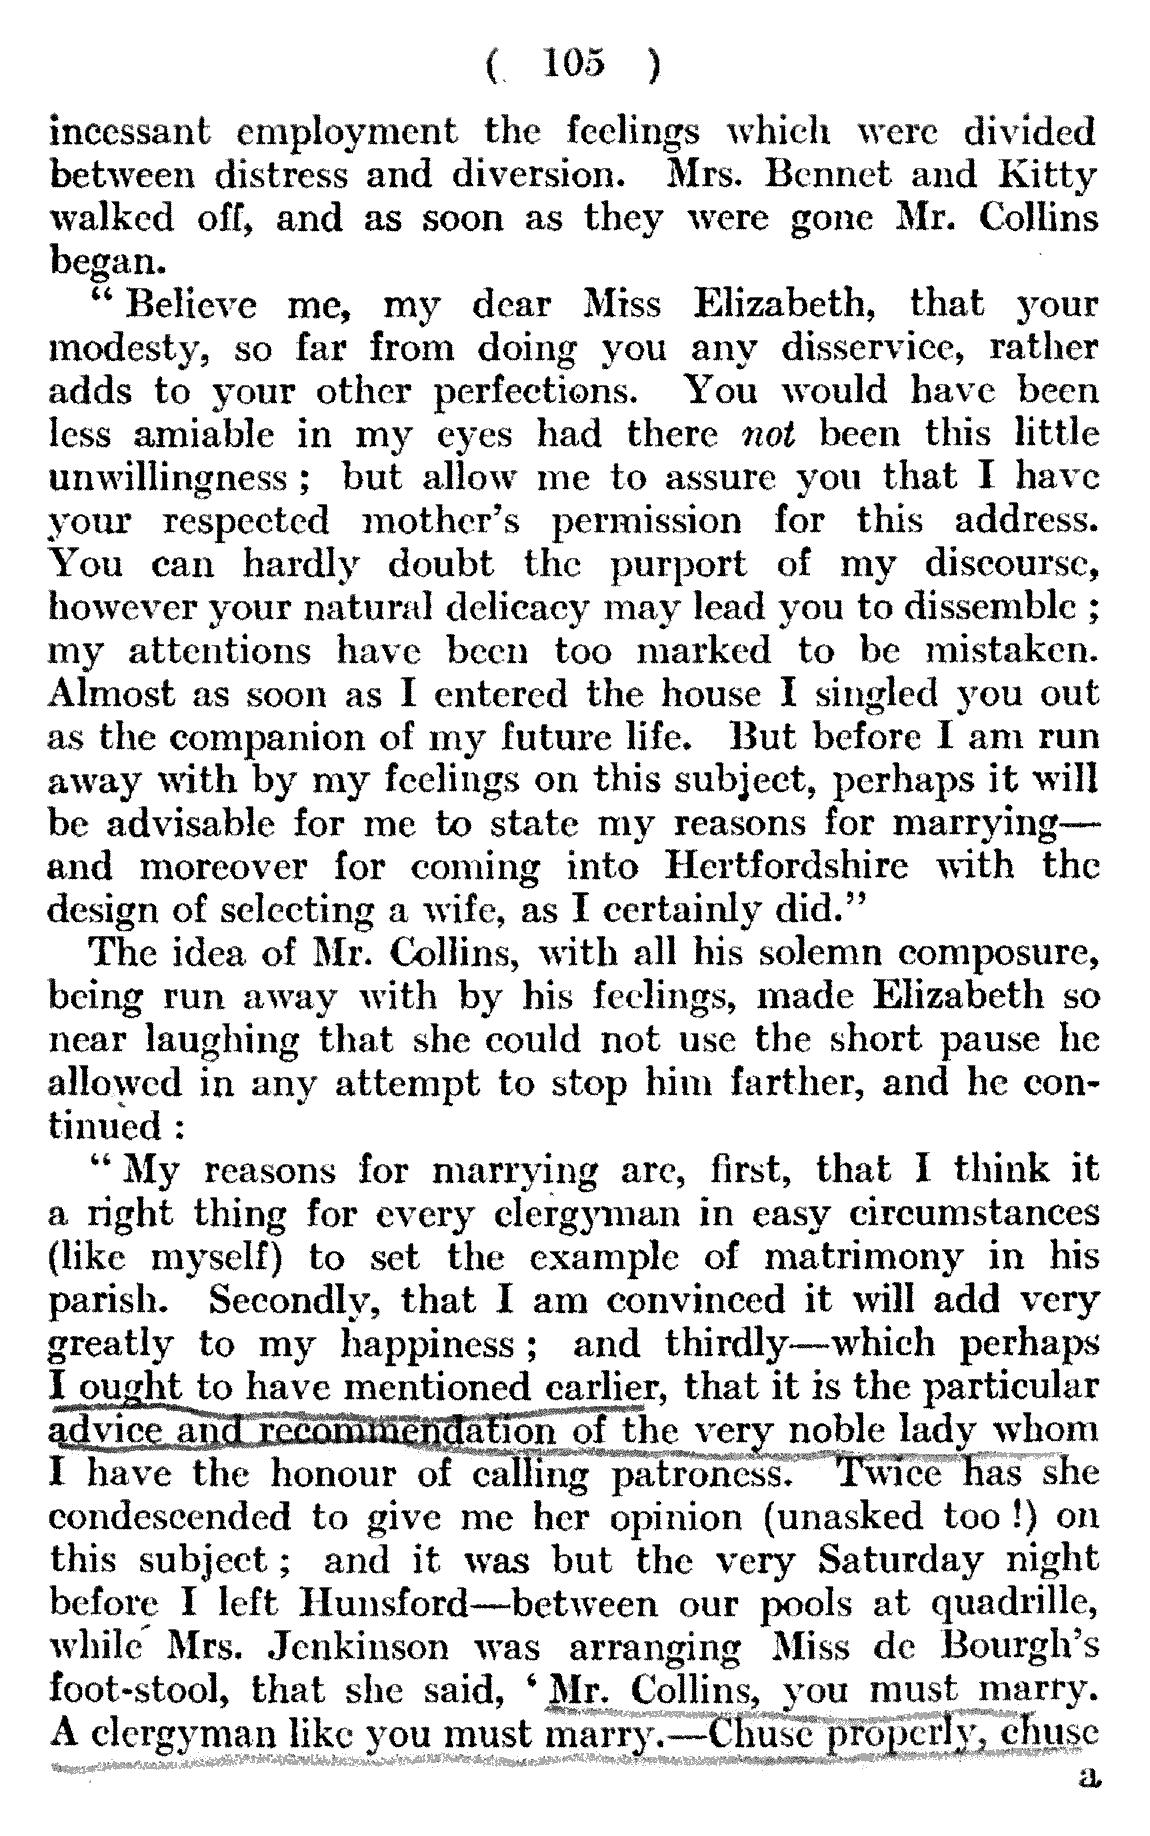 ( 105 )
incessant employment the feelings which were divided
between distress and diversion. Mrs. Bennet and Kitty
walked off, and as soon as they were gone Mr. Collins
began.
“ Believe me, my dear Miss Elizabeth, that your
modesty, so far from doing you any disservice, rather
adds to your other perfections. You would have been
less amiable in my eyes had there not been this little
unwillingness ; but allow me to assure you that I have
your respected mother’s permission for this address.
You can hardly doubt the purport of my discourse,
however your natural delicacy may lead you to dissemble ;
my attentions have been too marked to be mistaken.
Almost as soon as I entered the house I singled you out
as the companion of my future life. But before I am run
away with by my feelings on this subject, perhaps it will
be advisable for me to state my reasons for marrying—
and moreover for coming into Hertfordshire with the
design of selecting a wife, as I certainly did.”
The idea of Mr. Collins, with all his solemn composure,
being run away with by his feelings, made Elizabeth so
near laughing that she could not use the short pause he
allowed in any attempt to stop him farther, and he con-
tinued :
“ My reasons for marrying are, first, that I think it
a right thing for every clergyman in easy circumstances
(like myself) to set the example of matrimony in his
parish. Secondly, that I am convinced it will add very
greatly to my happiness ; and thirdly—which perhaps
I ought to have mentioned earlier, that it is the particular
advice and recommendation of the very noble lady whom
I have the honour of calling patroness. Twice has she
condescended to give me her opinion (unasked too !) on
this subject ; and it was but the very Saturday night
before I left Hunsford—between our pools at quadrille,
while Mrs. Jenkinson was arranging Miss de Bourgh’s
foot-stool, that she said, ‘ Mr. Collins, you must marry.
A clergyman like you must marry.—Chuse properly, chuse
a